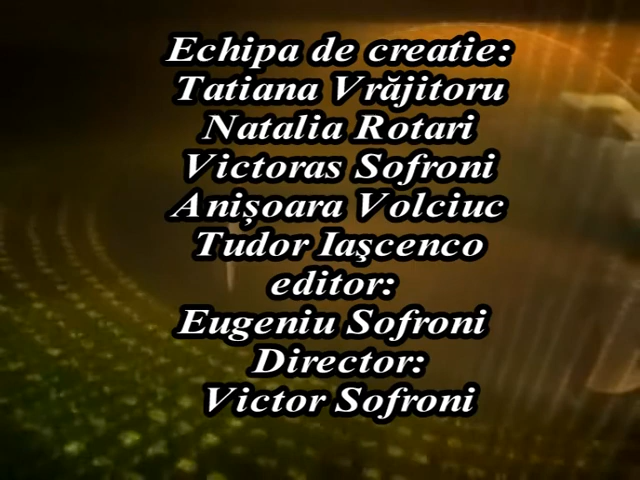 Echipa de creatie:
Tatiana Vrăjitoru
Natalia Rotari
Victoras Sofroni
Anișoara Volciuc
Tudor Iaşcenco
editor:
Eugeniu Sofroni
Director:
Victor Sofroni